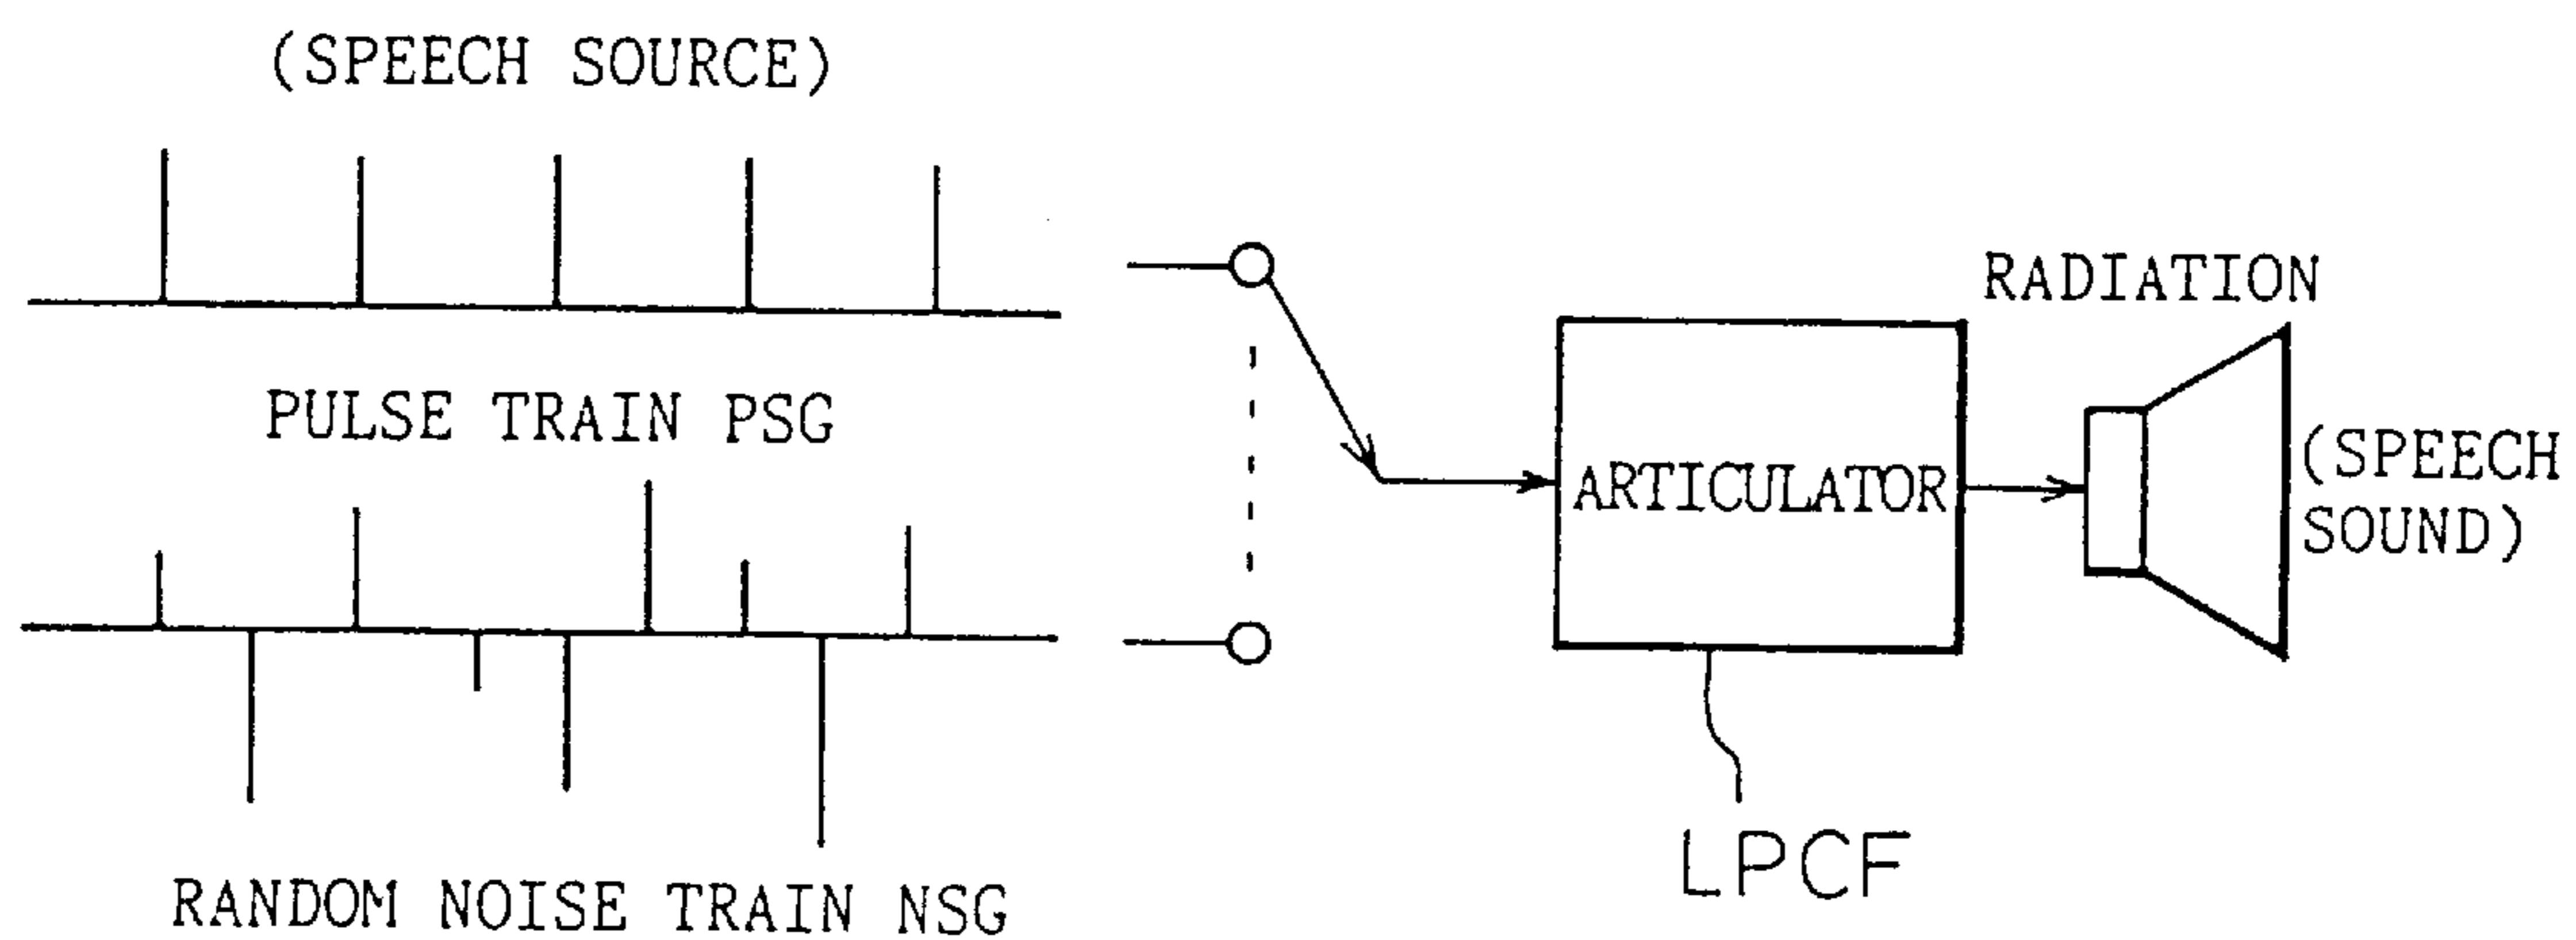 (SPEECH SOURCE)
PULSE TRAIN PSG
RANDOM NOISE TRAIN NSG
ARTICULATOR
LPCF
RADIATION
(SPEECH
SOUND)